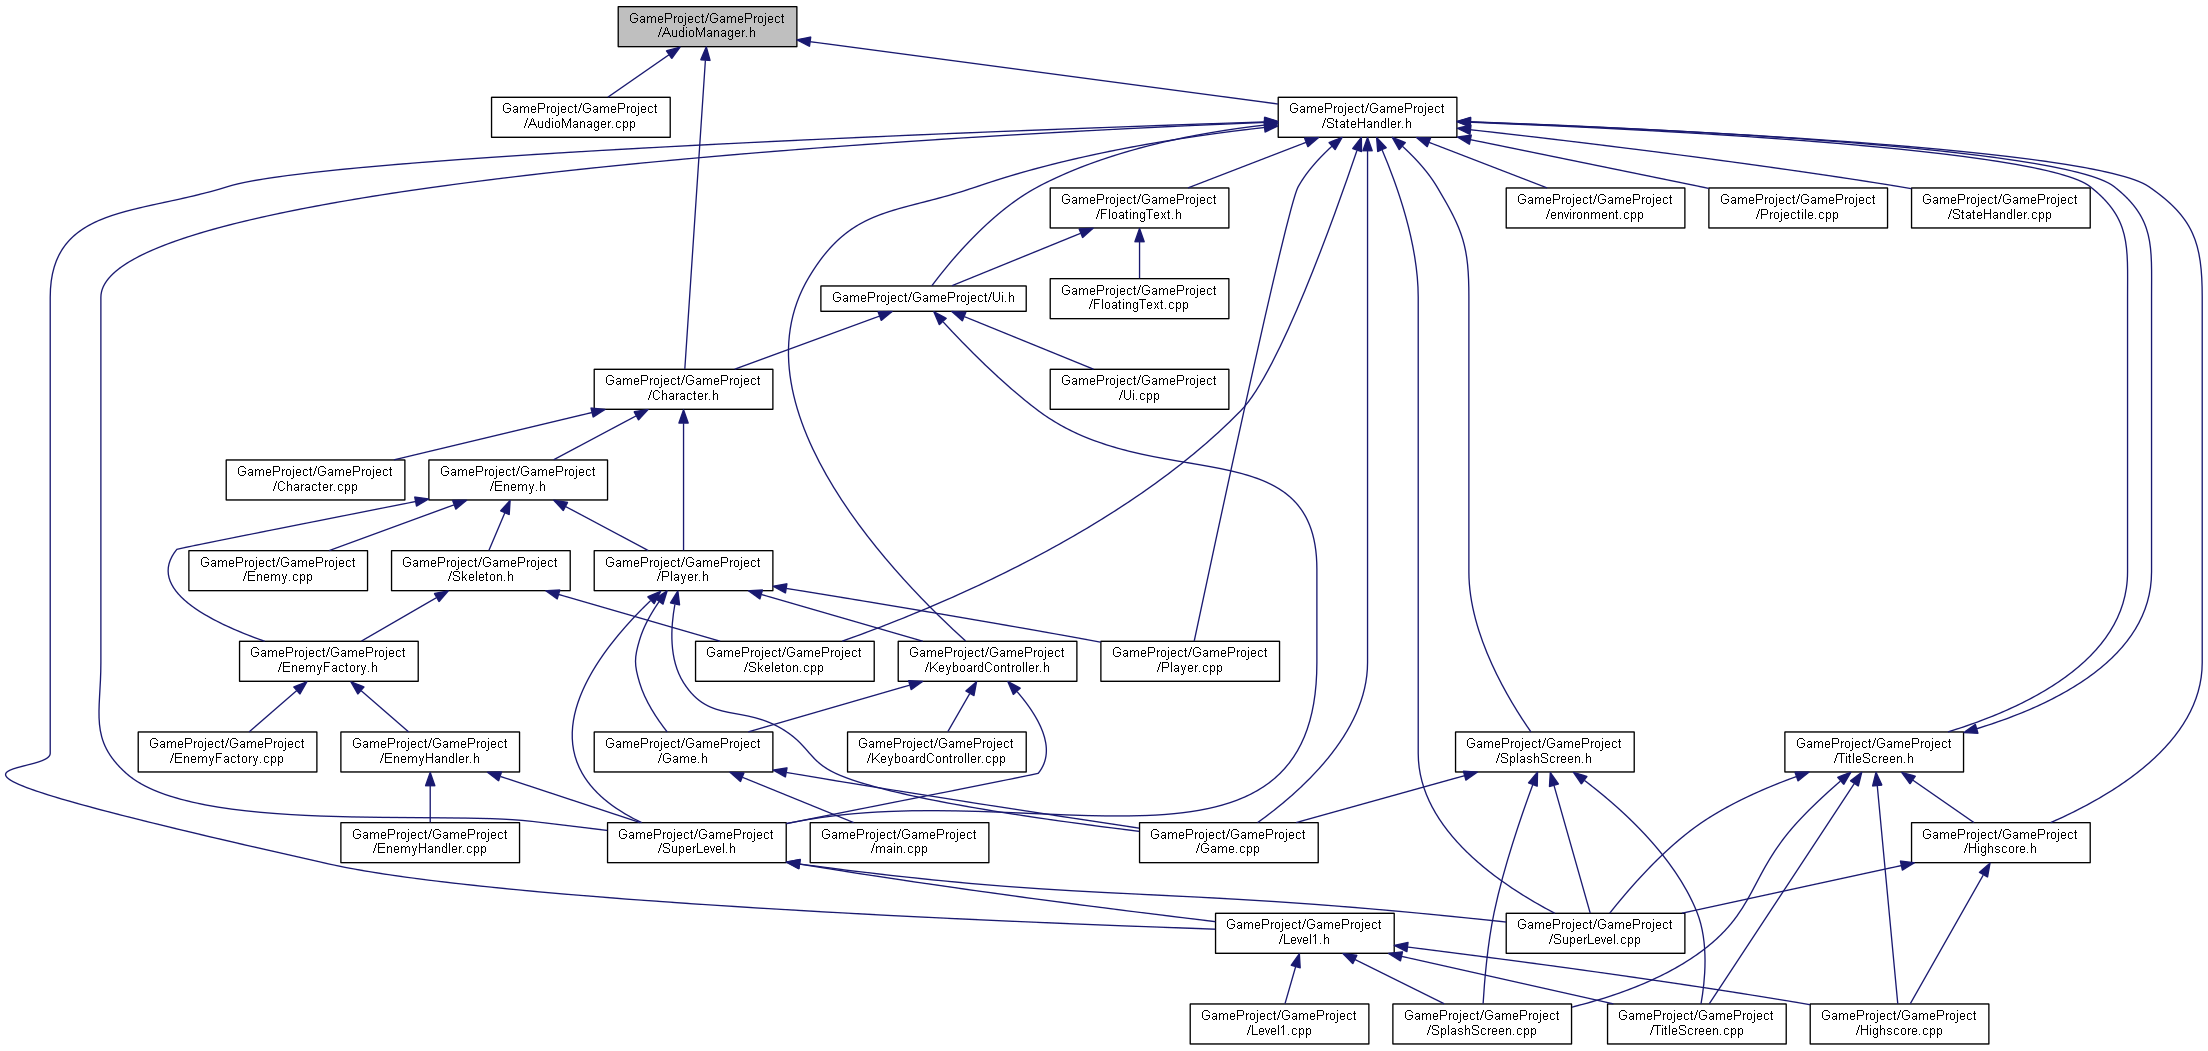 GameProject/GameProject
/AudioManager.h
GameProject/GameProject
/AudioManager.cpp
GameProject/GameProject
/StateHandler.h
GameProject/GameProject
/FloatingText.h
GameProject/GameProject
/environment.cpp
GameProject/GameProject
/Projectile.cpp
GameProject/GameProject
/StateHandler.cpp
GameProject/GameProject/Ui.h
GameProject/GameProject
/FloatingText.cpp
GameProject/GameProject
/Character.h
GameProject/GameProject
/Ui.cpp
GameProject/GameProject
/Character.cpp
GameProject/GameProject
/Enemy.h
GameProject/GameProject
/Enemy.cpp
GameProject/GameProject
/Skeleton.h
GameProject/GameProject
/Player.h
GameProject/GameProject
/EnemyFactory.h
GameProject/GameProject
/Skeleton.cpp
GameProject/GameProject
/KeyboardController.h
GameProject/GameProject
/Player.cpp
GameProject/GameProject
/EnemyFactory.cpp
GameProject/GameProject
/EnemyHandler.h
GameProject/GameProject
/Game.h
GameProject/GameProject
/KeyboardController.cpp
GameProject/GameProject
/SplashScreen.h
GameProject/GameProject
/TitleScreen.h
GameProject/GameProject
/EnemyHandler.cpp
GameProject/GameProject
/SuperLevel.h
GameProject/GameProject
/main.cpp
GameProject/GameProject
/Game.cpp
GameProject/GameProject
/Highscore.h
GameProject/GameProject
/Level1.h
GameProject/GameProject
/SuperLevel.cpp
GameProject/GameProject
/Level1.cpp
GameProject/GameProject
/SplashScreen.cpp
GameProject/GameProject
/TitleScreen.cpp
GameProject/GameProject
/Highscore.cpp